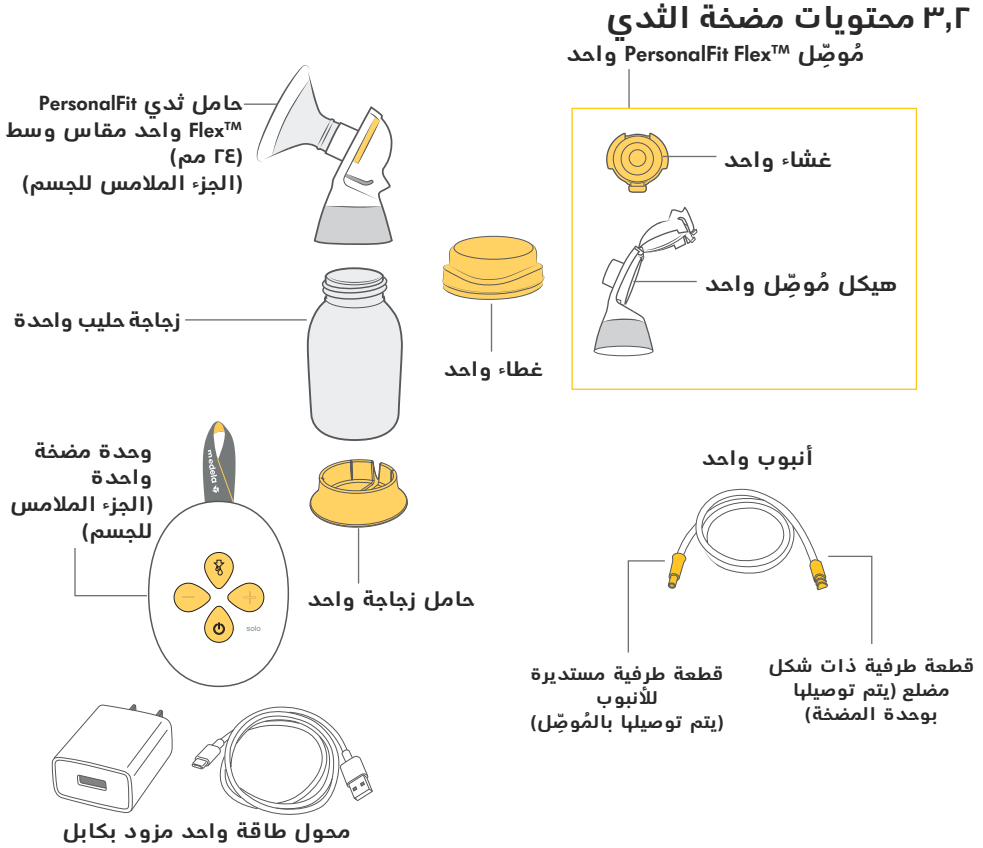 ٣,٢ محتويات مضخة الثدي
مُوصِّل PersonalFit Flex™ واحد
غشاء واحد
هيكل مُوصِّل واحد
حامل ثدي PersonalFit
Flex™ واحد مقاس وسط
(٢٤ مم)
(الجزء الملامس للجسم)
زجاجة حليب واحدة
غطاء واحد
وحدة مضخة
واحدة
(الجزء الملامس
للجسم)
medela
solo
حامل زجاجة واحد
أنبوب واحد
قطعة طرفية ذات شكل
مضلع (يتم توصيلها
بوحدة المضخة)
قطعة طرفية مستديرة
للأنبوب
(يتم توصيلها بالمُوصِّل)
محول طاقة واحد مزود بكابل